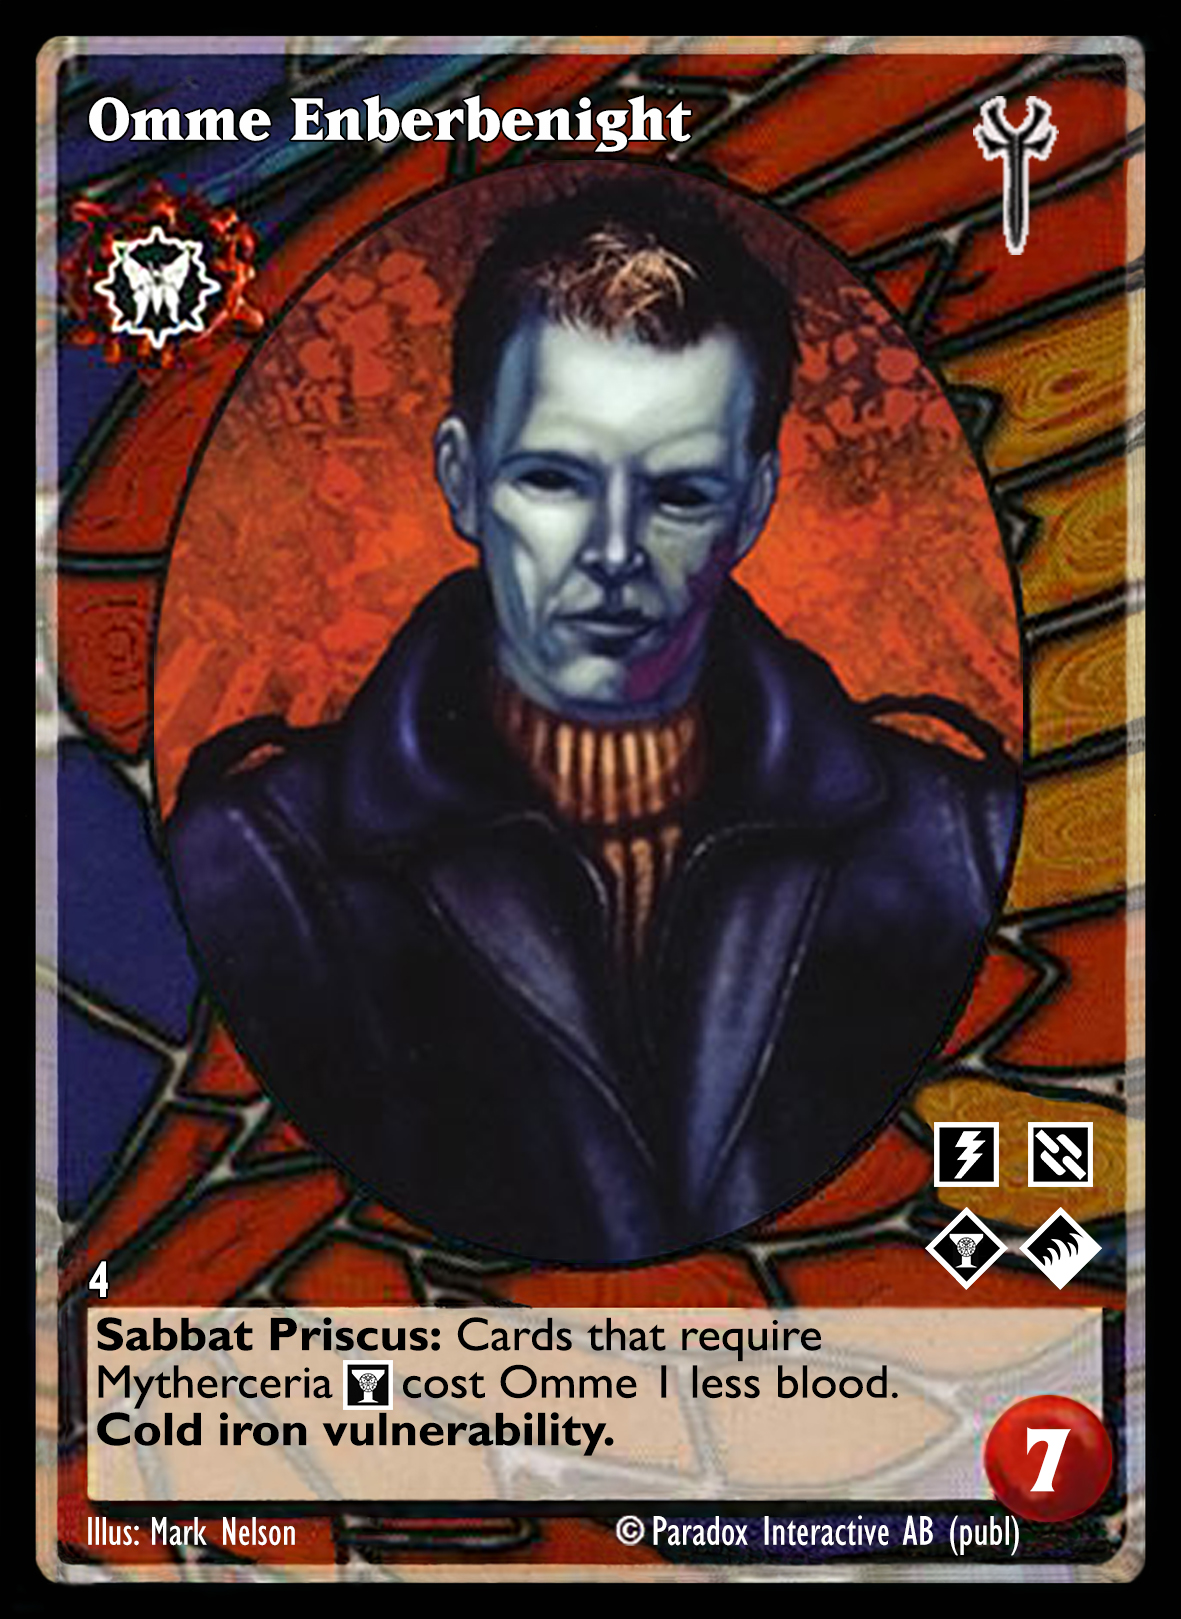 Omme Enberbenight
4
Sabbat Priscus: Cards that require
Mytherceria cost Omme 1 less blood.
Cold iron vulnerability.
7
Illus: Mark Nelson © Paradox Interactive AB (publ)